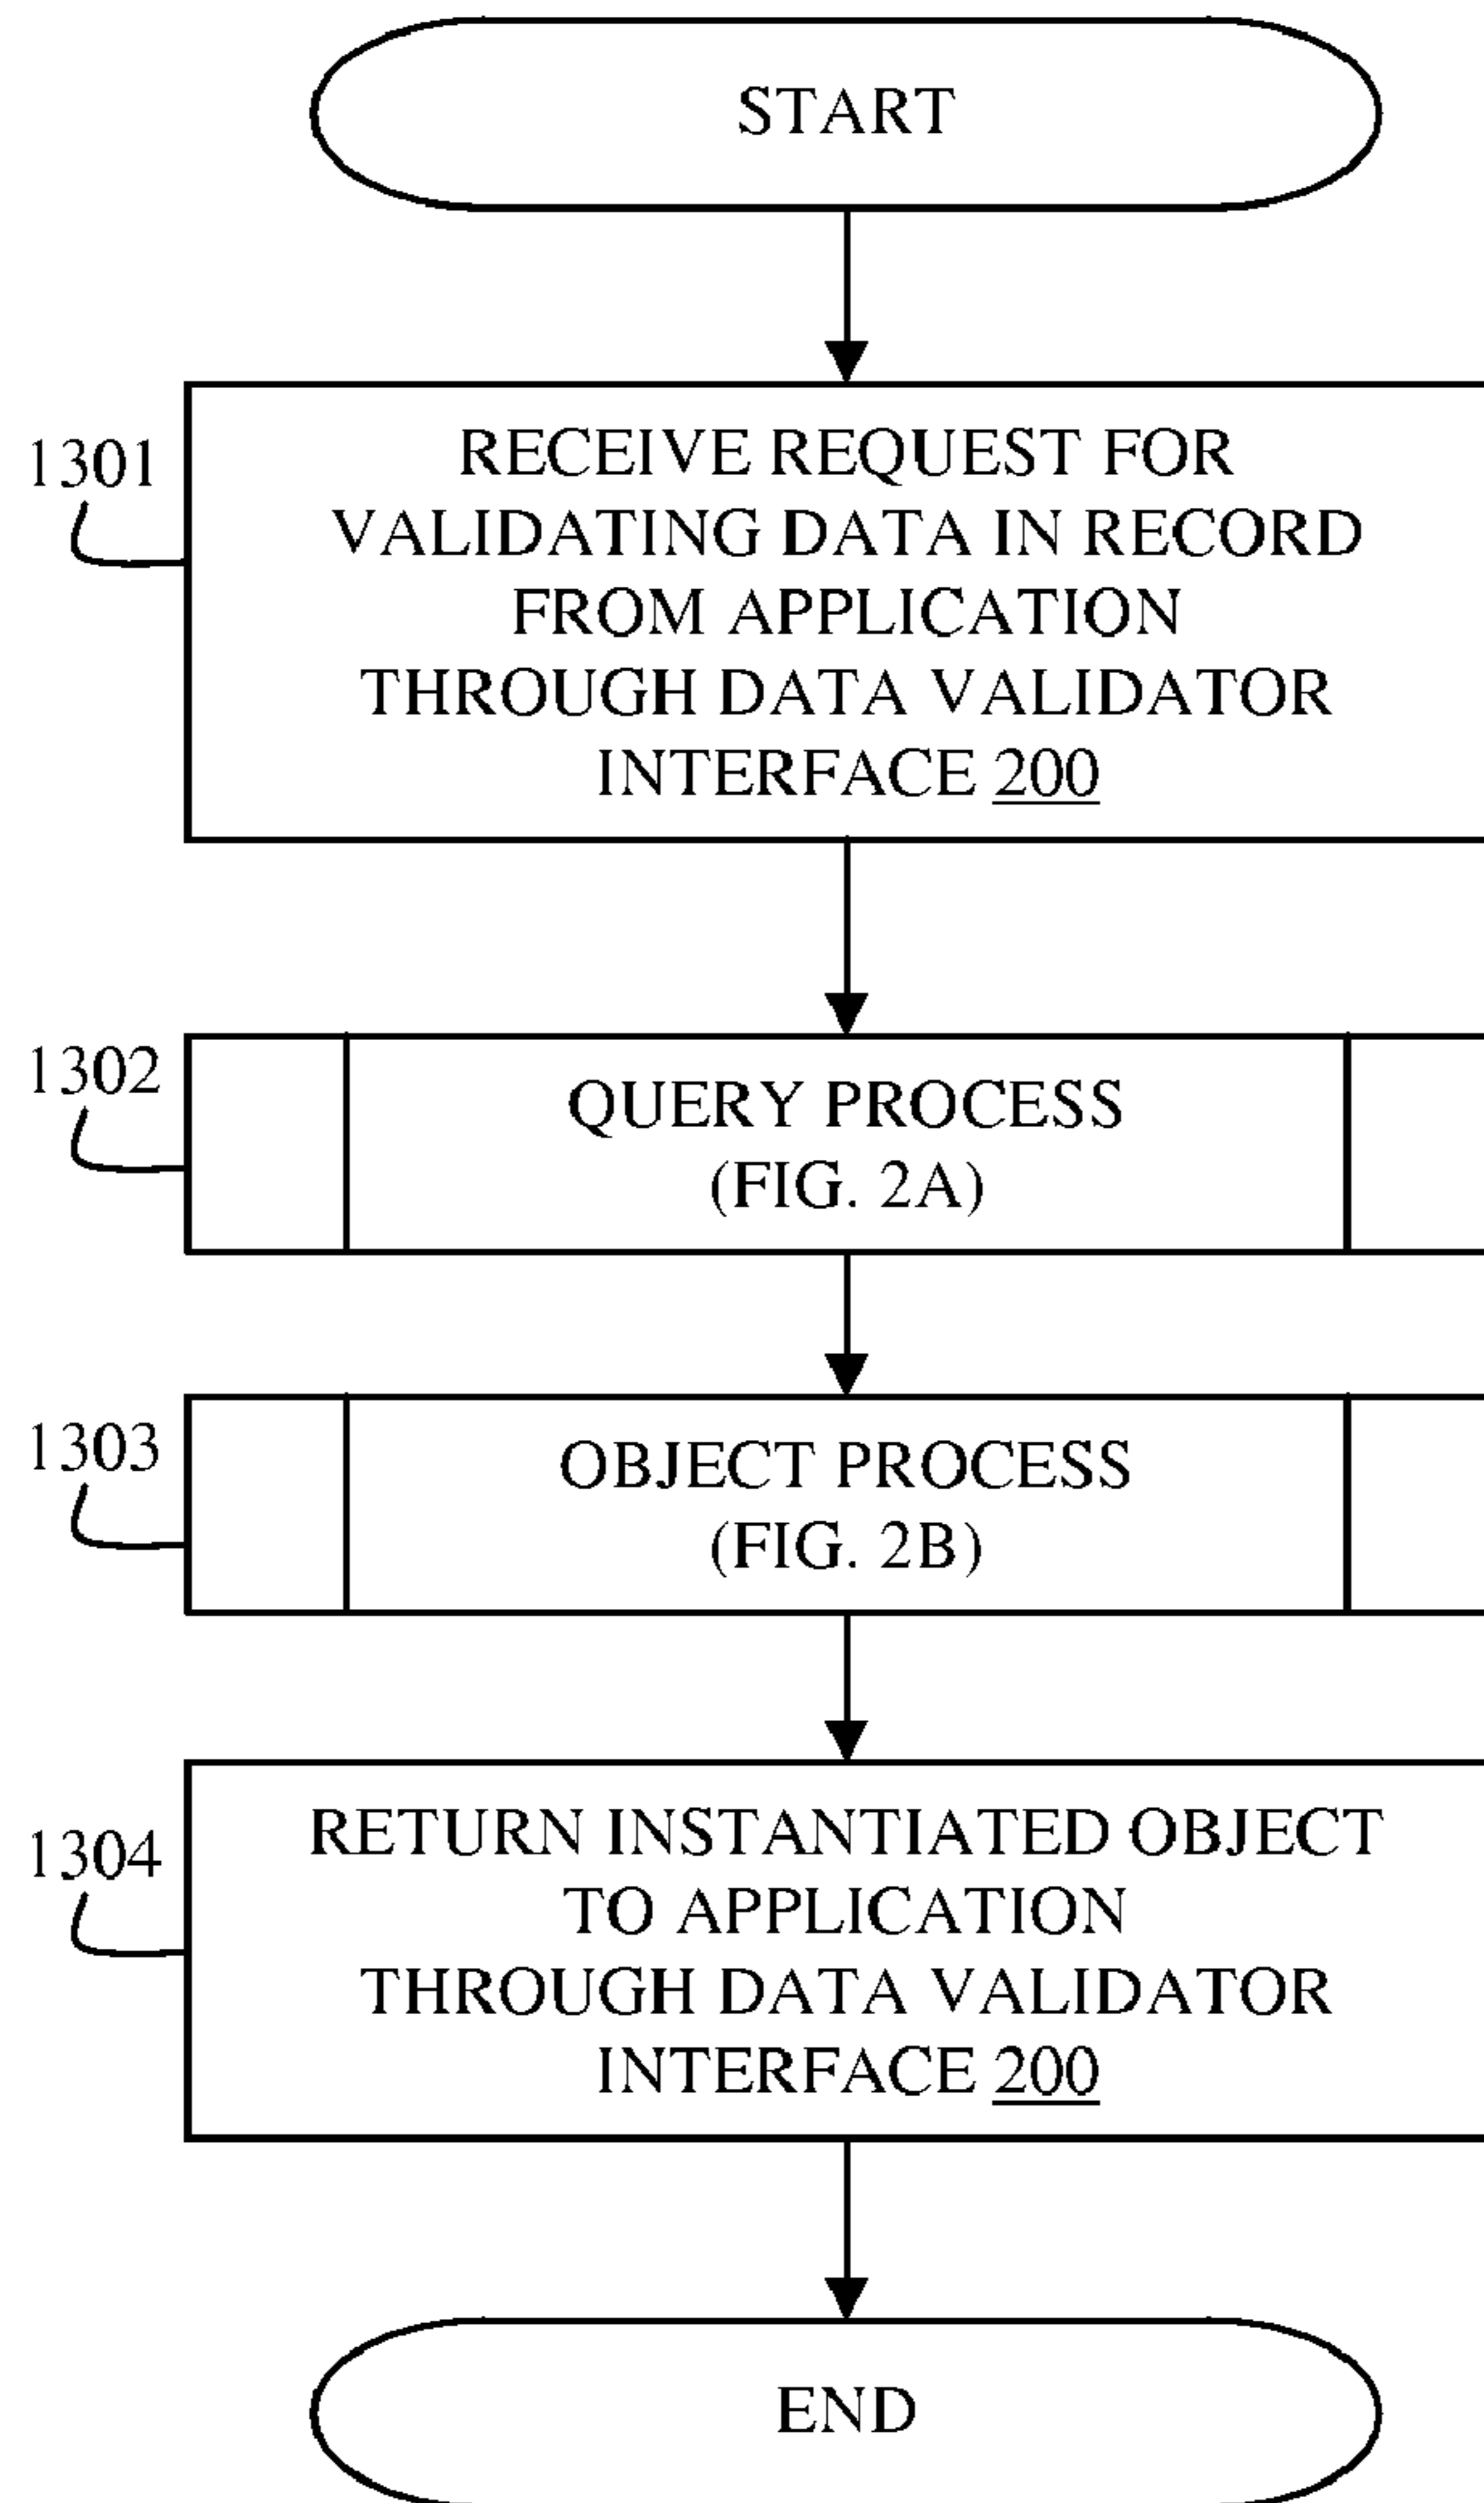 START
1301
RECEIVE REQUEST FOR
VALIDATING DATA IN RECORD
FROM APPLICATION
THROUGH DATA VALIDATOR
INTERFACE 200
1302
QUERY PROCESS
(FIG. 2A)
1303
OBJECT PROCESS
(FIG. 2B)
1304
RETURN INSTANTIATED OBJECT
TO APPLICATION
THROUGH DATA VALIDATOR
INTERFACE 200
END